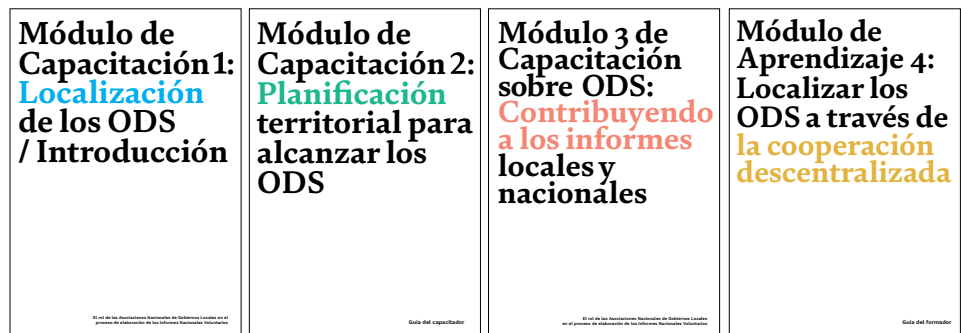 Módulo de
Capacitación 1:
Localización
de los ODS
/ Introducción
El rol de las Asociaciones Nacionales de Gobiernos Locales en el
proceso de elaboración de los Informes Nacionales Voluntarios
Módulo de
Capacitación 2:
Planificación
territorial para
alcanzar los
ODS
Guía del capacitador
Módulo 3 de
Capacitación
sobre ODS:
Contribuyendo
a los informes
locales y
nacionales
El rol de las Asociaciones Nacionales de Gobiernos Locales
en el proceso de elaboración de los Informes Nacionales Voluntarios
Módulo de
Aprendizaje 4:
Localizar los
ODS a través de
la cooperación
descentralizada
Guía del formador